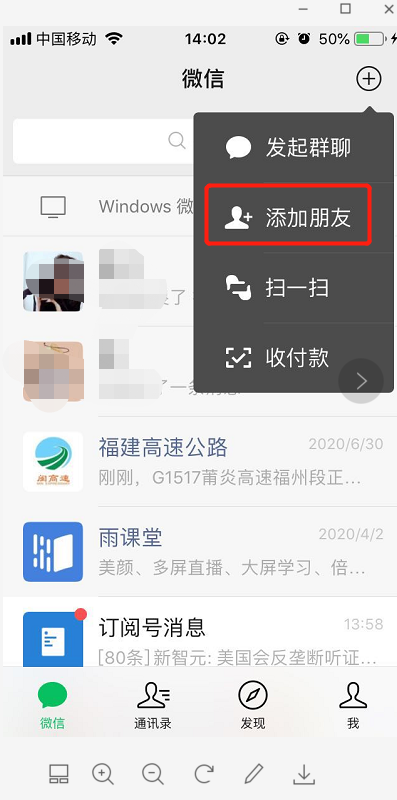 中国移动 14:02 50%
微信
发起群聊
Windows 微
添加朋友
了
扫一扫
了一条消息
收付款
福建高速公路 2020/6/30
刚刚，G1517莆炎高速福州段正...
闽高速
雨课堂 2020/4/2
美颜、多屏直播、大屏学习、倍...
订阅号消息 13:58
[80条]新智元: 美国会反垄断听证...
微信 通讯录 发现 我